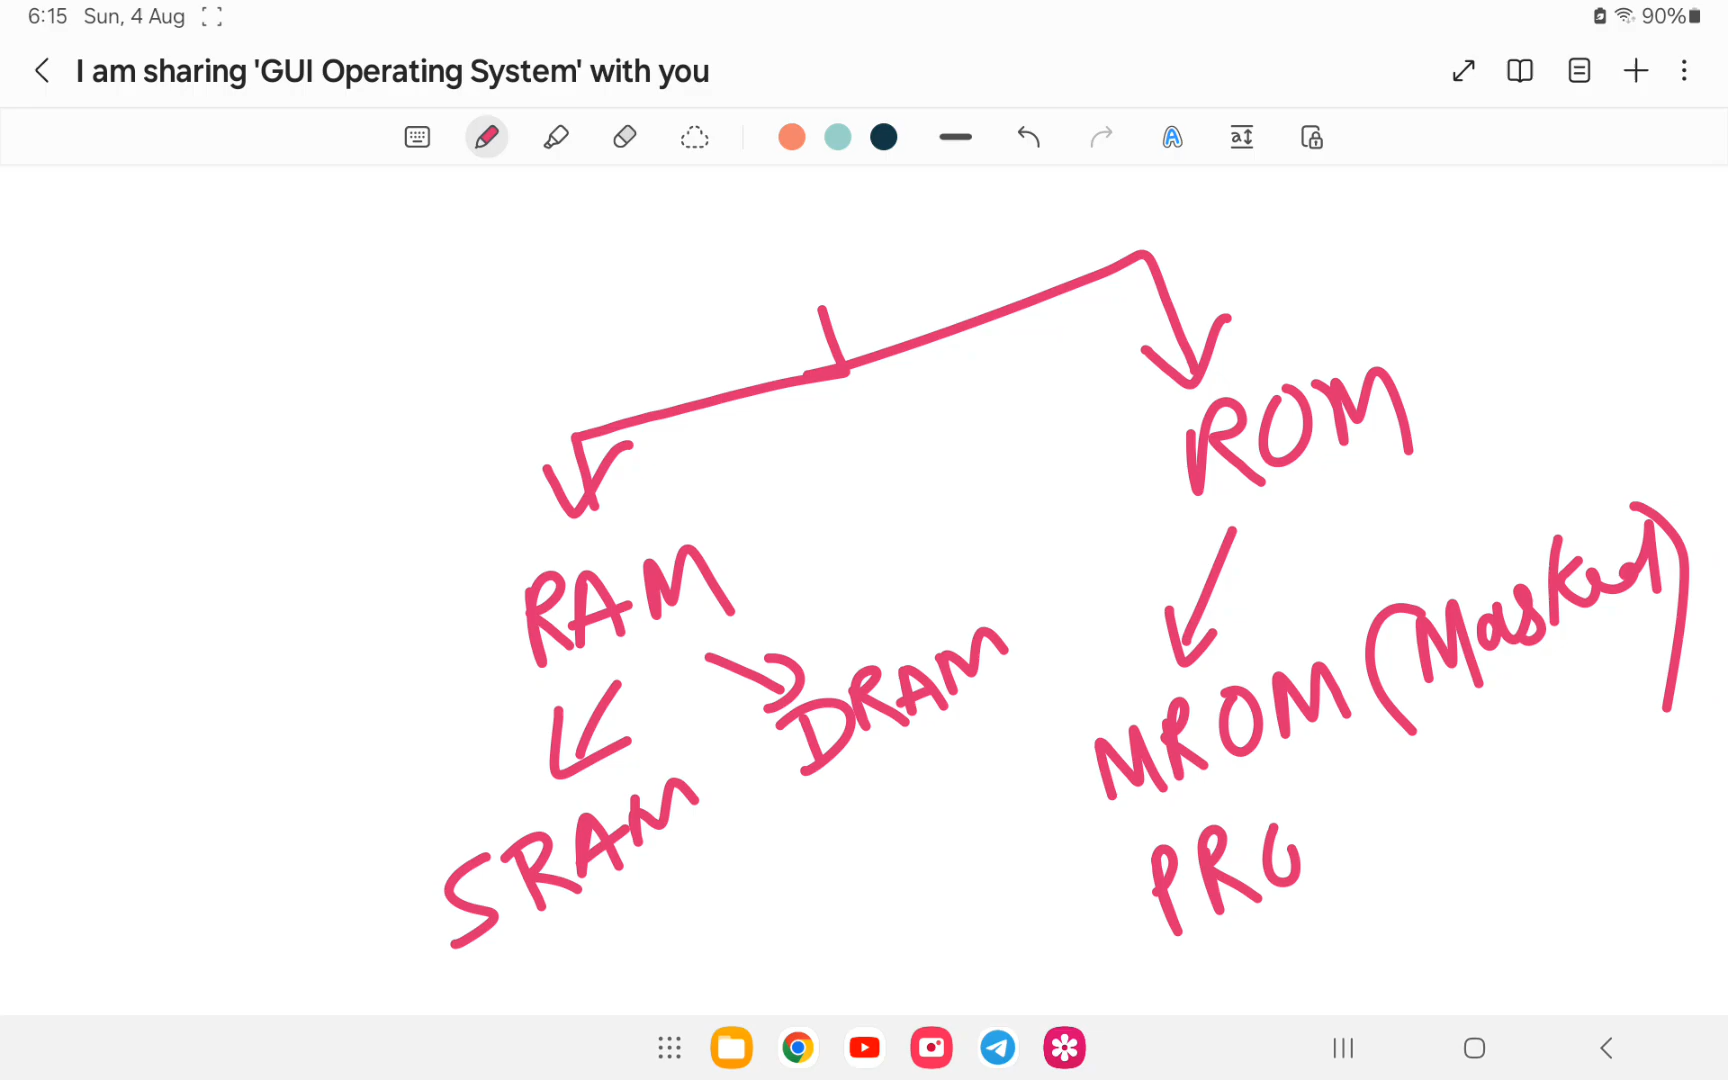 6:15 Sun, 4 Aug 90%
I am sharing 'GUI Operating System' with you
ROM
RAM
DRAM
MROM (Masked)
SRAM
PRO